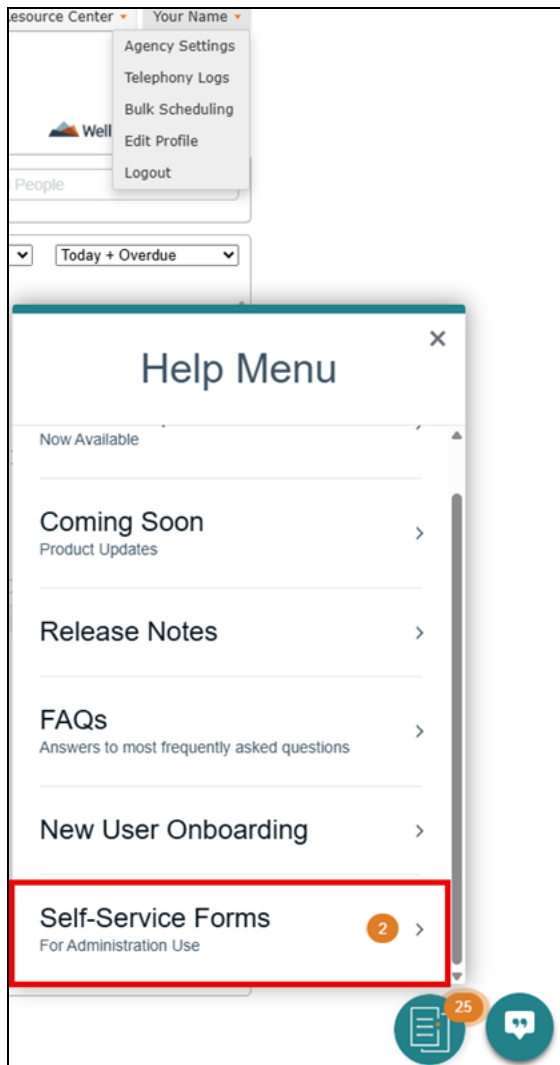 esource Center
Your Name
Agency Settings
Telephony Logs
Bulk Scheduling
Edit Profile
Logout
Well
People
Today + Overdue
Help Menu
Now Available
Coming Soon
Product Updates
Release Notes
FAQs
Answers to most frequently asked questions
New User Onboarding
Self-Service Forms
2
For Administration Use
25